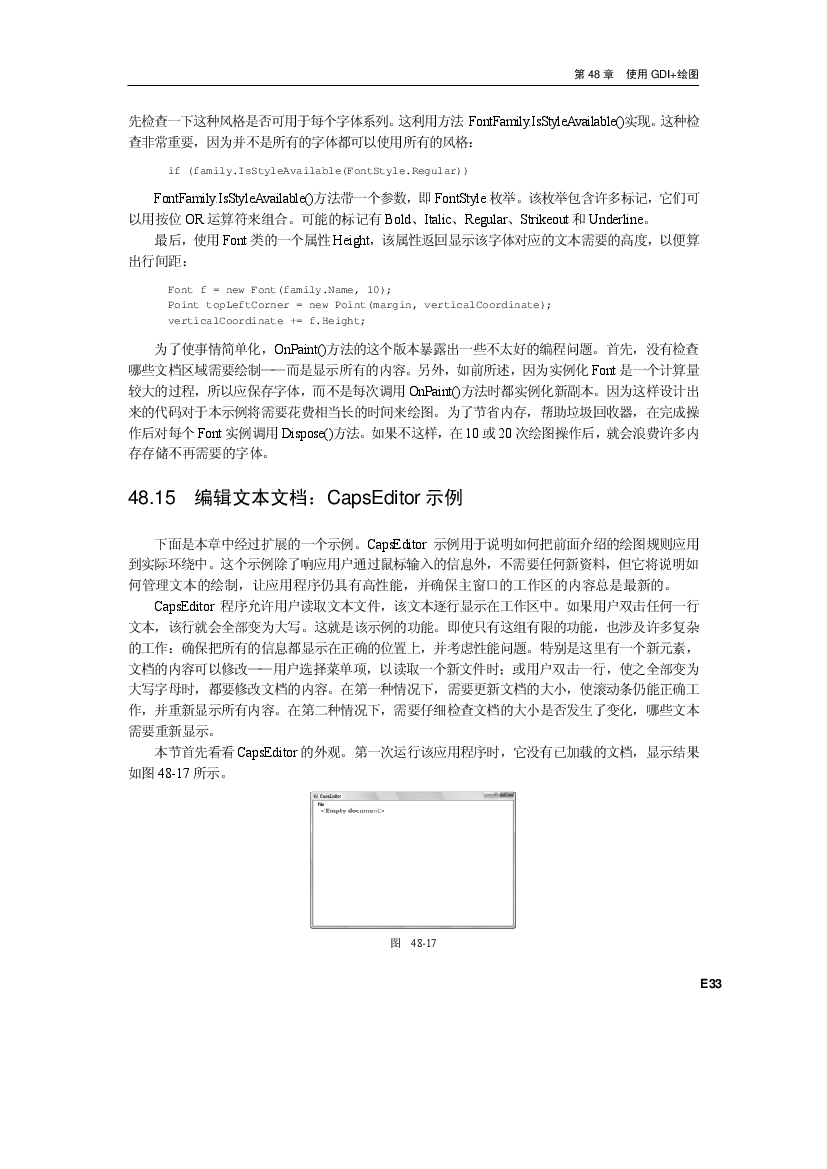 第 48 章 使用 GDI+绘图
先检查一下这种风格是否可用于每个字体系列。这利用方法 FontFamily.IsStyleAvailable()实现。这种检
查非常重要，因为并不是所有的字体都可以使用所有的风格：
if (family.IsStyleAvailable(FontStyle.Regular))
FontFamily.IsStyleAvailable()方法带一个参数，即 FontStyle 枚举。该枚举包含许多标记，它们可
以用按位 OR 运算符来组合。可能的标记有 Bold、Italic、Regular、Strikeout 和 Underline。
最后，使用 Font 类的一个属性 Height，该属性返回显示该字体对应的文本需要的高度，以便算
出行间距：
Font f = new Font(family.Name, 10);
Point topLeftCorner = new Point(margin, verticalCoordinate);
verticalCoordinate += f.Height;
为了使事情简单化，OnPaint()方法的这个版本暴露出一些不太好的编程问题。首先，没有检查
哪些文档区域需要绘制——而是显示所有的内容。另外，如前所述，因为实例化 Font 是一个计算量
较大的过程，所以应保存字体，而不是每次调用 OnPaint()方法时都实例化新副本。因为这样设计出
来的代码对于本示例将需要花费相当长的时间来绘图。为了节省内存，帮助垃圾回收器，在完成操
作后对每个 Font 实例调用 Dispose()方法。如果不这样，在 10 或 20 次绘图操作后，就会浪费许多内
存存储不再需要的字体。
48.15 编辑文本文档：CapsEditor 示例
下面是本章中经过扩展的一个示例。CapsEditor 示例用于说明如何把前面介绍的绘图规则应用
到实际环绕中。这个示例除了响应用户通过鼠标输入的信息外，不需要任何新资料，但它将说明如
何管理文本的绘制，让应用程序仍具有高性能，并确保主窗口的工作区的内容总是最新的。
CapsEditor 程序允许用户读取文本文件，该文本逐行显示在工作区中。如果用户双击任何一行
文本，该行就会全部变为大写。这就是该示例的功能。即使只有这组有限的功能，也涉及许多复杂
的工作：确保把所有的信息都显示在正确的位置上，并考虑性能问题。特别是这里有一个新元素，
文档的内容可以修改——用户选择菜单项，以读取一个新文件时；或用户双击一行，使之全部变为
大写字母时，都要修改文档的内容。在第一种情况下，需要更新文档的大小，使滚动条仍能正确工
作，并重新显示所有内容。在第二种情况下，需要仔细检查文档的大小是否发生了变化，哪些文本
需要重新显示。
本节首先看看 CapsEditor 的外观。第一次运行该应用程序时，它没有已加载的文档，显示结果
如图 48-17 所示。
CapsEditor
File
<Empty document>
图 48-17
E33